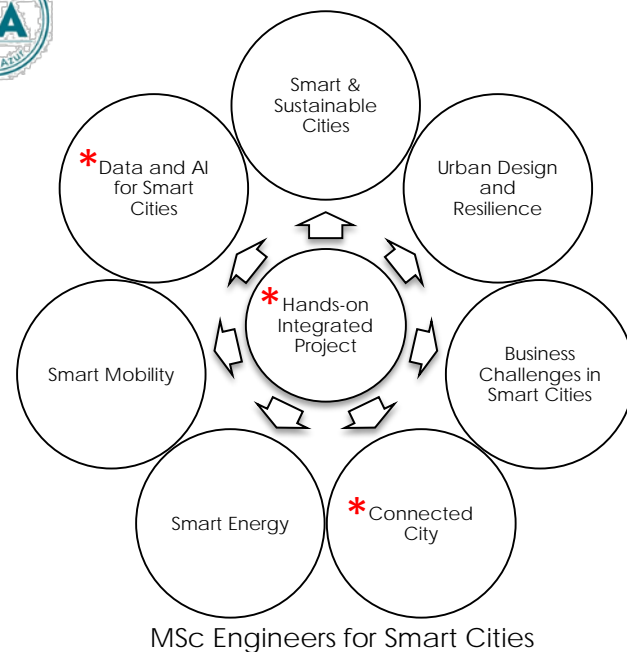 A
Azur
Smart &
Sustainable
Cities
*Data and AI
for Smart
Cities
Urban Design
and
Resilience
*Hands-on
Integrated
Project
Smart Mobility
Business
Challenges in
Smart Cities
Smart Energy
*Connected
City
MSc Engineers for Smart Cities